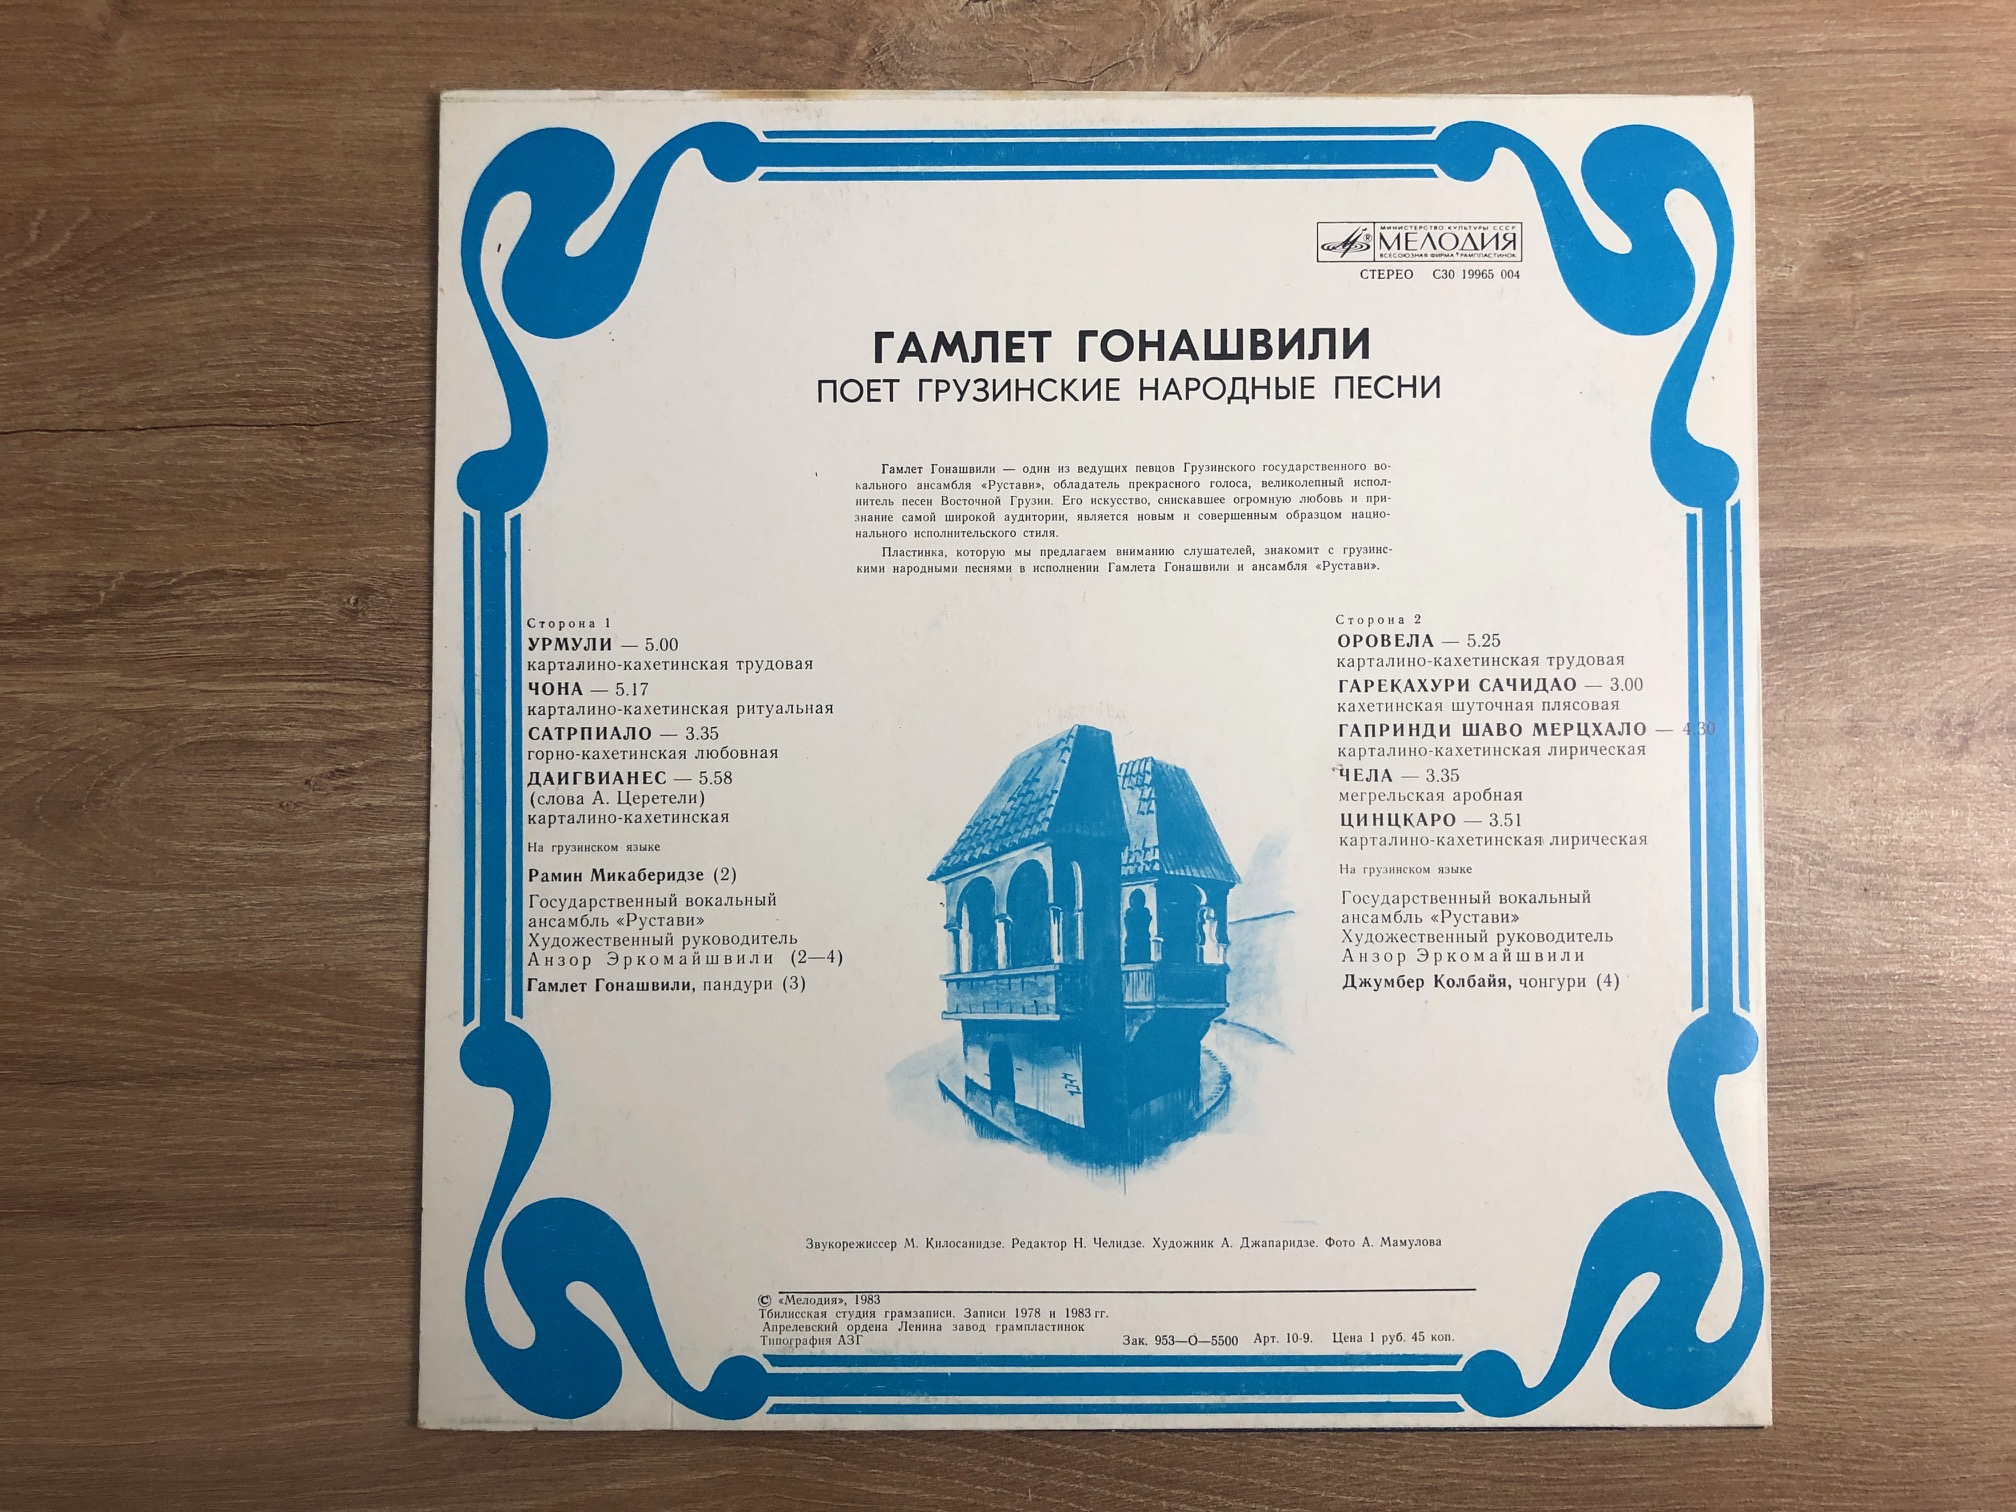 МИНИСТЕРСТВО КУЛЬТУРЫ СССР
МЕЛОДИЯ
ВСЕСОЮЗНАЯ ФИРМА ГРАМПЛАСТИНОК
СТЕРЕО С30 19965 004
ГАМЛЕТ ГОНАШВИЛИ
ПОЕТ ГРУЗИНСКИЕ НАРОДНЫЕ ПЕСНИ
Гамлет Гонашвили — один из ведущих певцов Грузинского государственного во-
кального ансамбля «Рустави», обладатель прекрасного голоса, великолепный испол-
нитель песен Восточной Грузии. Его искусство, снискавшее огромную любовь и при-
знание самой широкой аудитории, является новым и совершенным образцом нацио-
нального исполнительского стиля.
Пластинка, которую мы предлагаем вниманию слушателей, знакомит с грузинс-
кими народными песнями в исполнении Гамлета Гонашвили и ансамбля «Рустави».
Сторона 1
УРМУЛИ — 5.00
карталино-кахетинская трудовая
ЧОНА — 5.17
карталино-кахетинская ритуальная
САТРПИАЛО — 3.35
горно-кахетинская любовная
ДАИГВИАНЕС — 5.58
(слова А. Церетели)
карталино-кахетинская
На грузинском языке
Рамин Микаберидзе (2)
Государственный вокальный
ансамбль «Рустави»
Художественный руководитель
Анзор Эркомайшвили (2—4)
Гамлет Гонашвили, пандури (3)
Сторона 2
ОРОВЕЛА — 5.25
карталино-кахетинская трудовая
ГАРЕКАХУРИ САЧИДАО — 3.00
кахетинская шуточная плясовая
ГАПРИНДИ ШАВО МЕРЦХАЛО — 4.30
карталино-кахетинская лирическая
ЧЕЛА — 3.35
мегрельская аробная
ЦИНЦКАРО — 3.51
карталино-кахетинская лирическая
На грузинском языке
Государственный вокальный
ансамбль «Рустави»
Художественный руководитель
Анзор Эркомайшвили
Джумбер Колбайя, чонгури (4)
Звукорежиссер М. Килосанидзе. Редактор Н. Челидзе. Художник А. Джапаридзе. Фото А. Мамулова
© «Мелодия», 1983
Тбилисская студия грамзаписи. Записи 1978 и 1983 гг.
Апрелевский ордена Ленина завод грампластинок
Типография АЗГ Зак. 953—О—5500 Арт. 10-9. Цена 1 руб. 45 коп.